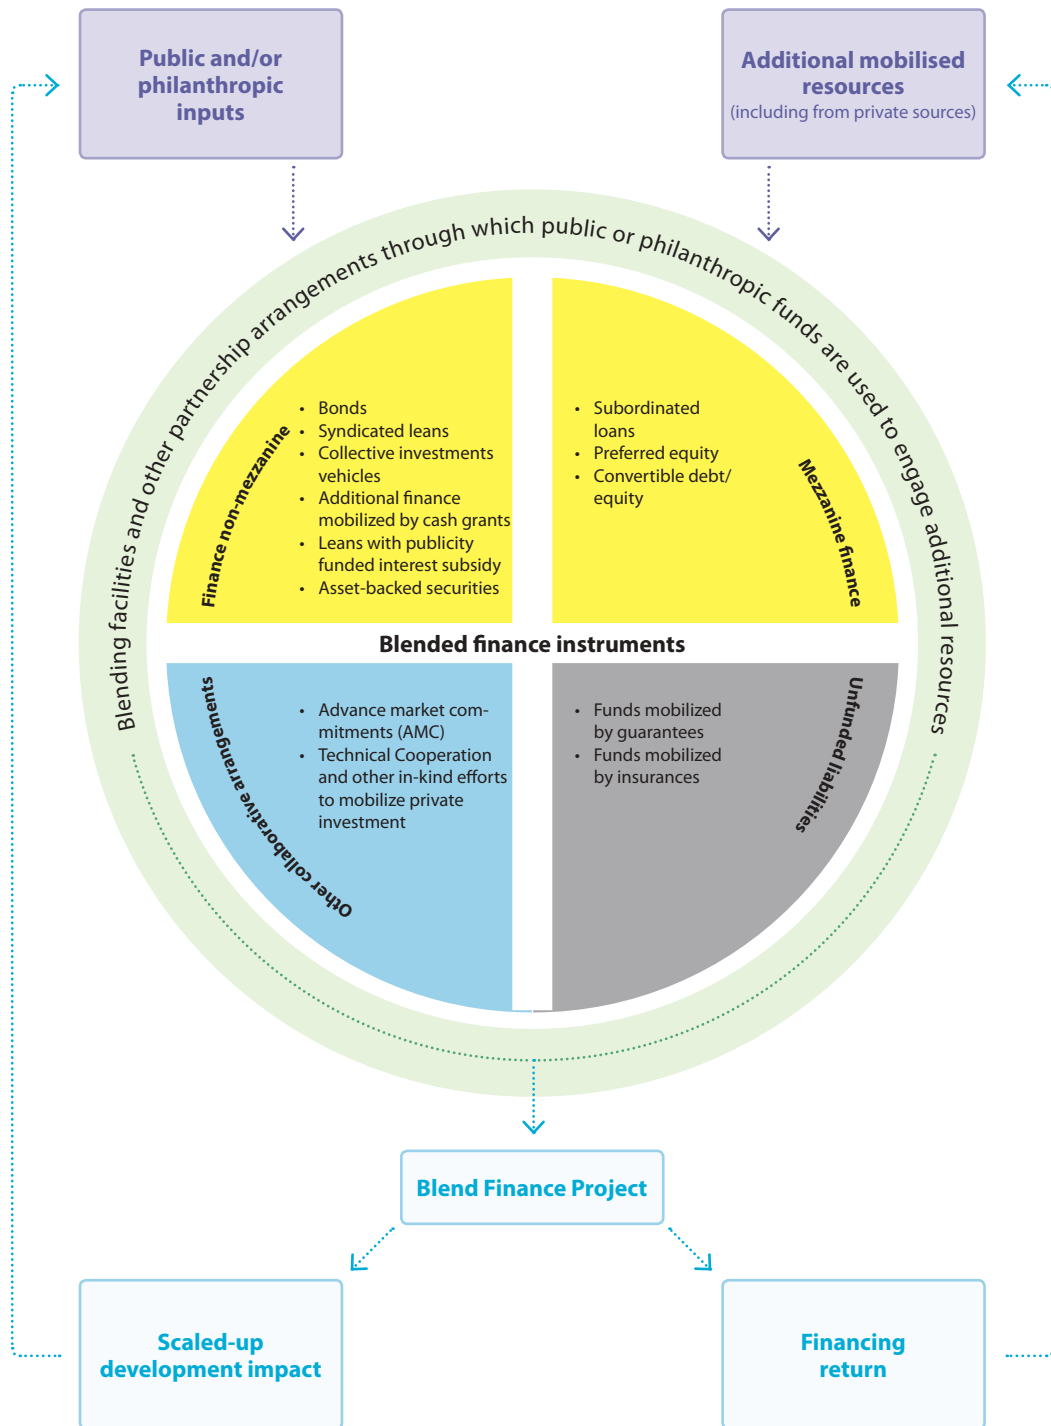 Public and/or
philanthropic
inputs
Additional mobilised
resources
(including from private sources)
Blending facilities and other partnership arrangements through which public or philanthropic funds are used to engage additional resources
Finance non-mezzanine
• Bonds
• Syndicated leans
• Collective investments
vehicles
• Additional finance
mobilized by cash grants
• Leans with publicity
funded interest subsidy
• Asset-backed securities
• Subordinated
loans
• Preferred equity
• Convertible debt/
equity
Mezzanine finance
Blended finance instruments
Other collaborative arrangements
• Advance market com-
mitments (AMC)
• Technical Cooperation
and other in-kind efforts
to mobilize private
investment
• Funds mobilized
by guarantees
• Funds mobilized
by insurances
Unfunded liabilities
Blend Finance Project
Scaled-up
development impact
Financing
return